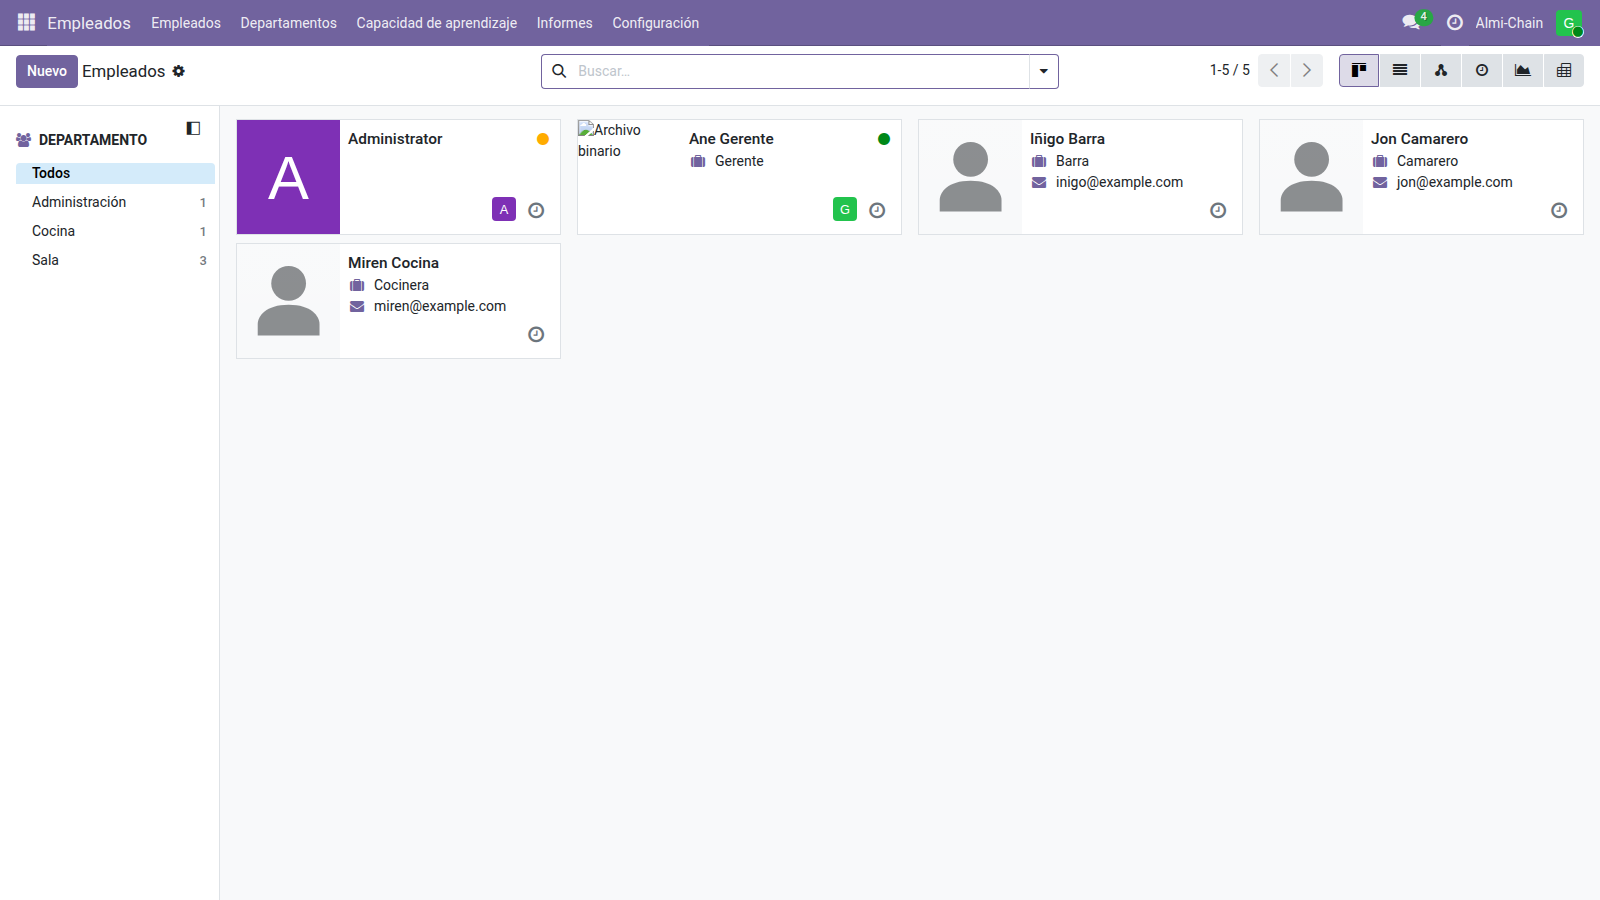 Empleados Empleados Departamentos Capacidad de aprendizaje Informes Configuración 4 Almi-Chain G
Nuevo Empleados Buscar... 1-5 / 5
DEPARTAMENTO
Todos
Administración 1
Cocina 1
Sala 3
A
Administrator
A
Archivo binario
Ane Gerente
Gerente
G
Iñigo Barra
Barra
inigo@example.com
Jon Camarero
Camarero
jon@example.com
Miren Cocina
Cocinera
miren@example.com